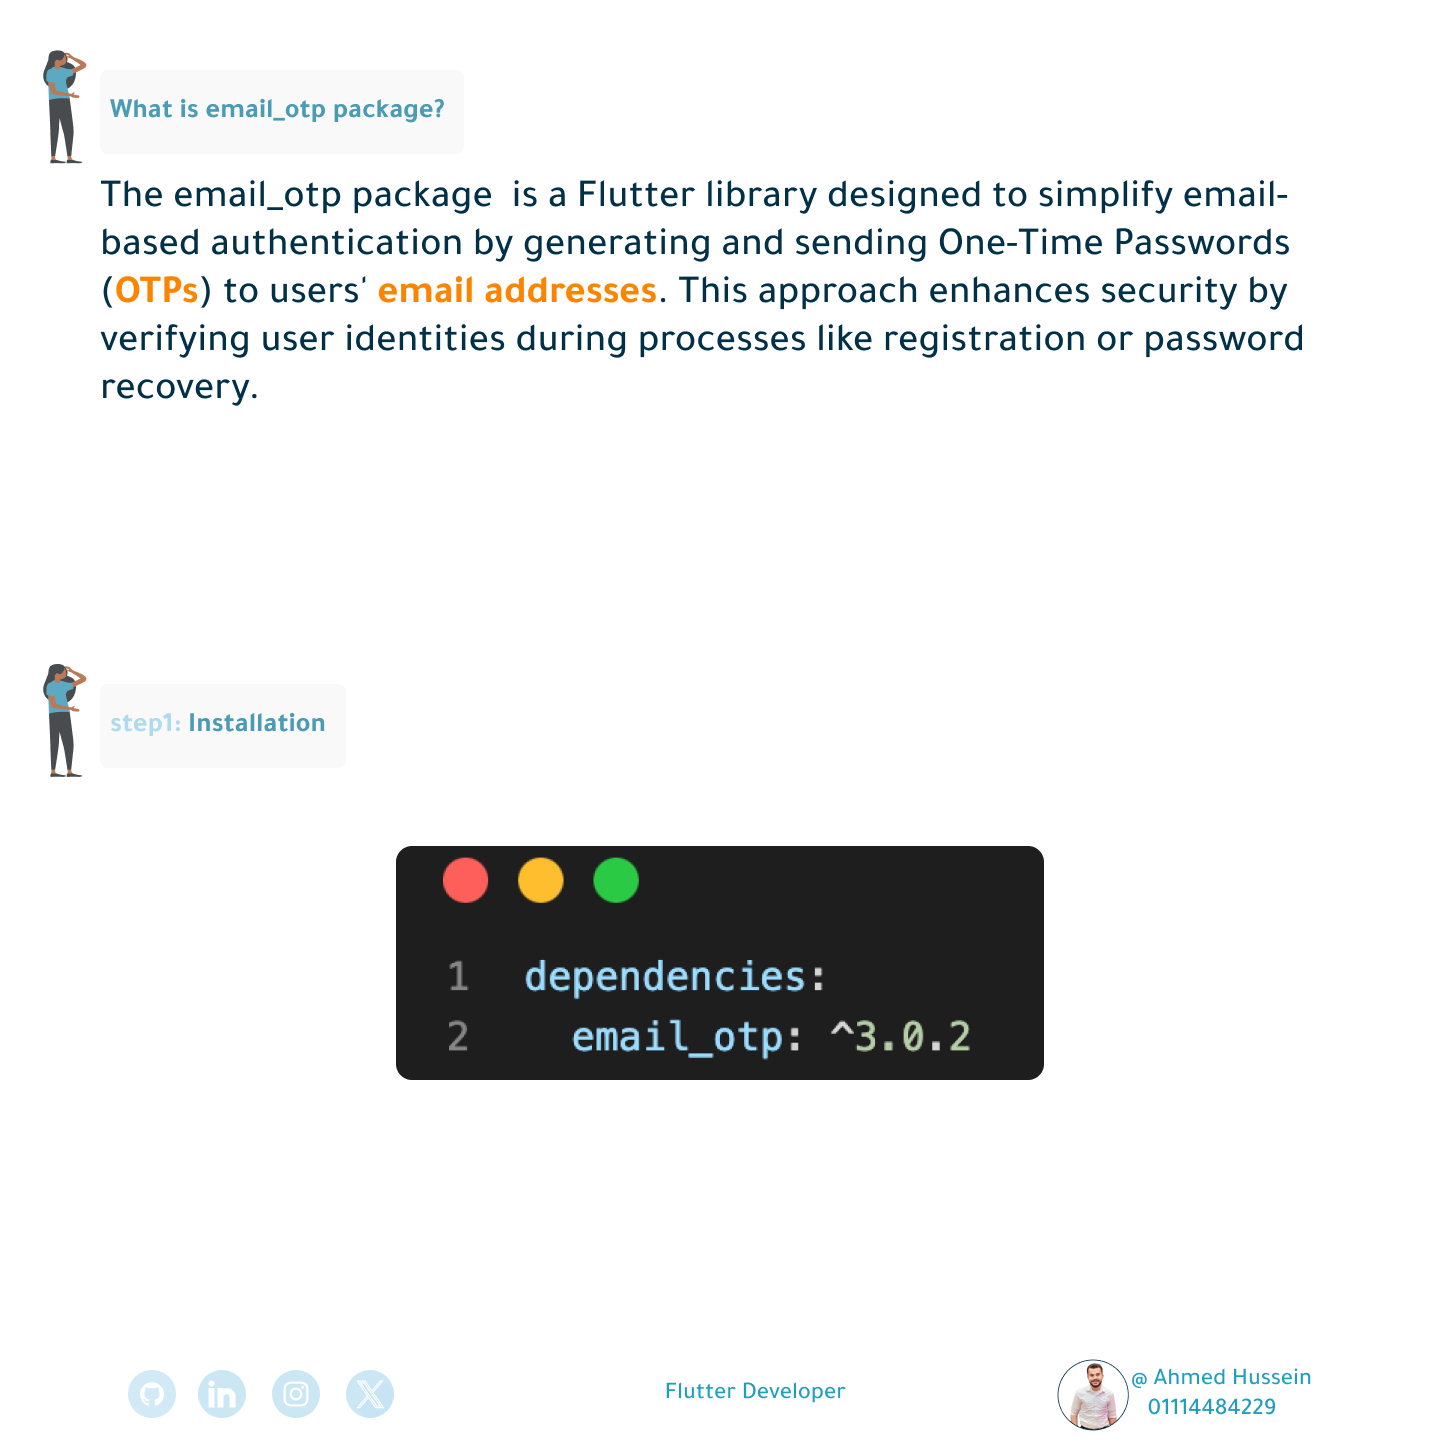 What is email_otp package?
The email_otp package  is a Flutter library designed to simplify email-
based authentication by generating and sending One-Time Passwords
(OTPs) to users' email addresses. This approach enhances security by
verifying user identities during processes like registration or password
recovery.
step1: Installation
1 dependencies:
2   email_otp: ^3.0.2
Flutter Developer
@ Ahmed Hussein
01114484229